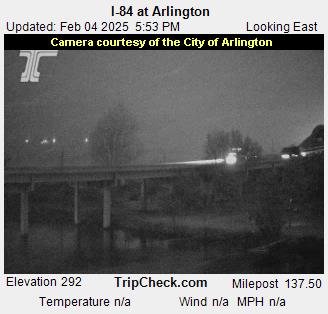 I-84 at Arlington
Updated: Feb 04 2025 5:53 PM Looking East
Camera courtesy of the City of Arlington
Elevation 292 TripCheck.com Milepost 137.50
Temperature n/a Wind n/a MPH n/a